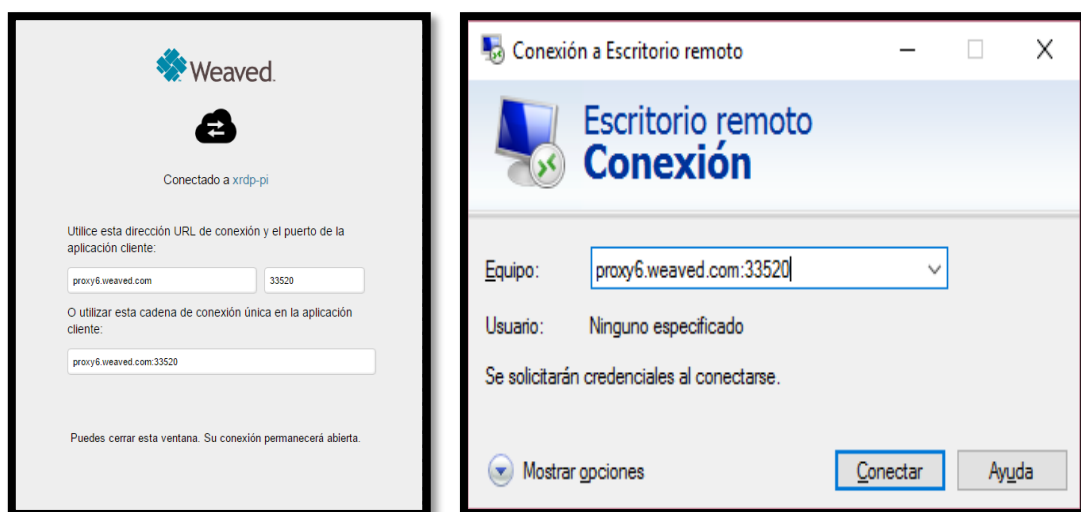 Weaved.
Conectado a xrdp-pi
Utilice esta dirección URL de conexión y el puerto de la
aplicación cliente:
proxy6.weaved.com 33520
O utilizar esta cadena de conexión única en la aplicación
cliente:
proxy6.weaved.com:33520
Puedes cerrar esta ventana. Su conexión permanecerá abierta.
Conexión a Escritorio remoto
Escritorio remoto
Conexión
Equipo: proxy6.weaved.com:33520
Usuario: Ninguno especificado
Se solicitarán credenciales al conectarse.
Mostrar opciones Conectar Ayuda